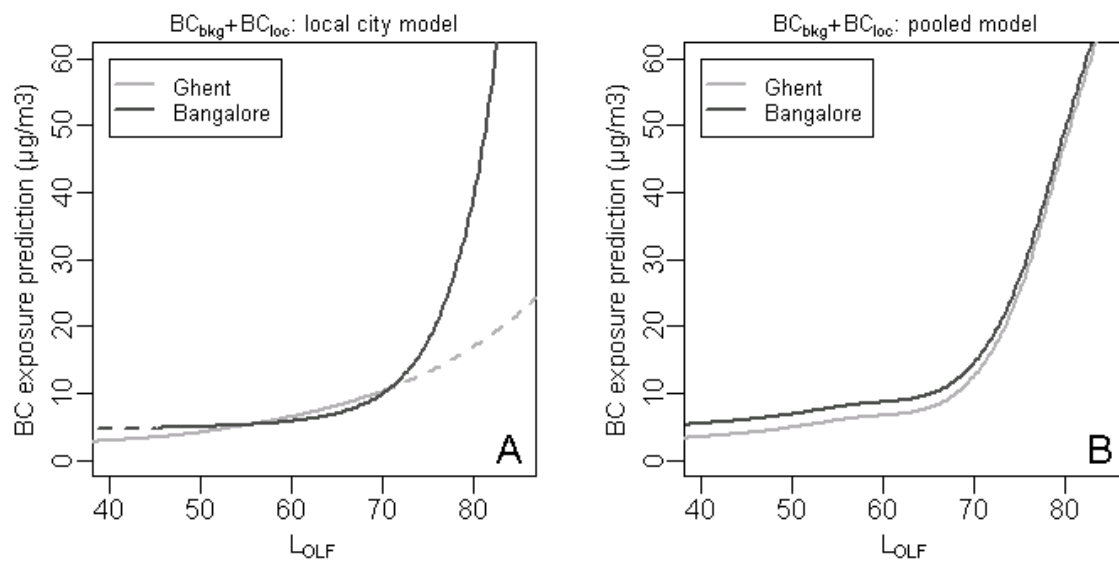 BCbkg+BCloc: local city model
BC exposure prediction (µg/m3)
60
50
40
30
20
10
0
Ghent
Bangalore
A
40 50 60 70 80
LOLF
BCbkg+BCloc: pooled model
BC exposure prediction (µg/m3)
60
50
40
30
20
10
0
Ghent
Bangalore
B
40 50 60 70 80
LOLF